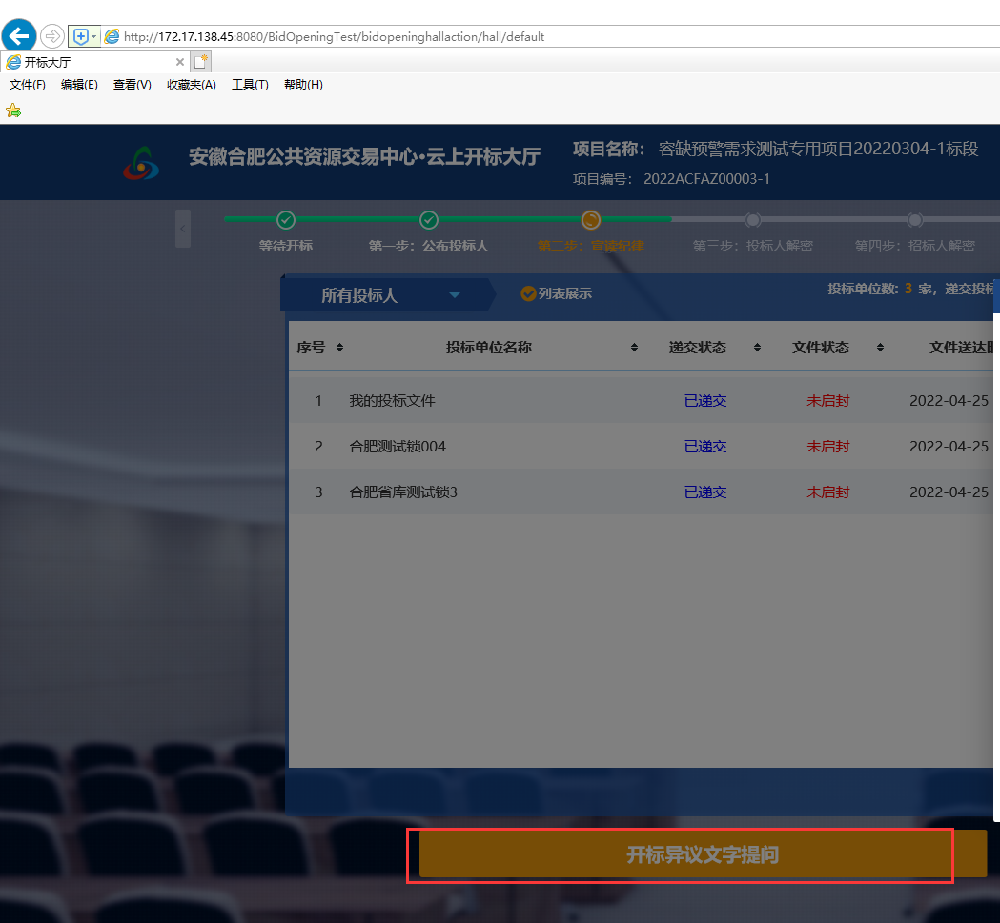 http://172.17.138.45:8080/BidOpeningTest/bidopeninghallaction/hall/default
开标大厅
文件(F) 编辑(E) 查看(V) 收藏夹(A) 工具(T) 帮助(H)
安徽合肥公共资源交易中心•云上开标大厅
项目名称: 容缺预警需求测试专用项目20220304-1标段
项目编号: 2022ACFAZ00003-1
等待开标 第一步:公布投标人 第二步:宣读纪律 第三步:投标人解密 第四步:招标人解密
所有投标人 列表展示 投标单位数: 3 家, 递交投标
序号 投标单位名称 递交状态 文件状态 文件送达
1 我的投标文件 已递交 未启封 2022-04-25
2 合肥测试锁004 已递交 未启封 2022-04-25
3 合肥省库测试锁3 已递交 未启封 2022-04-25
开标异议文字提问